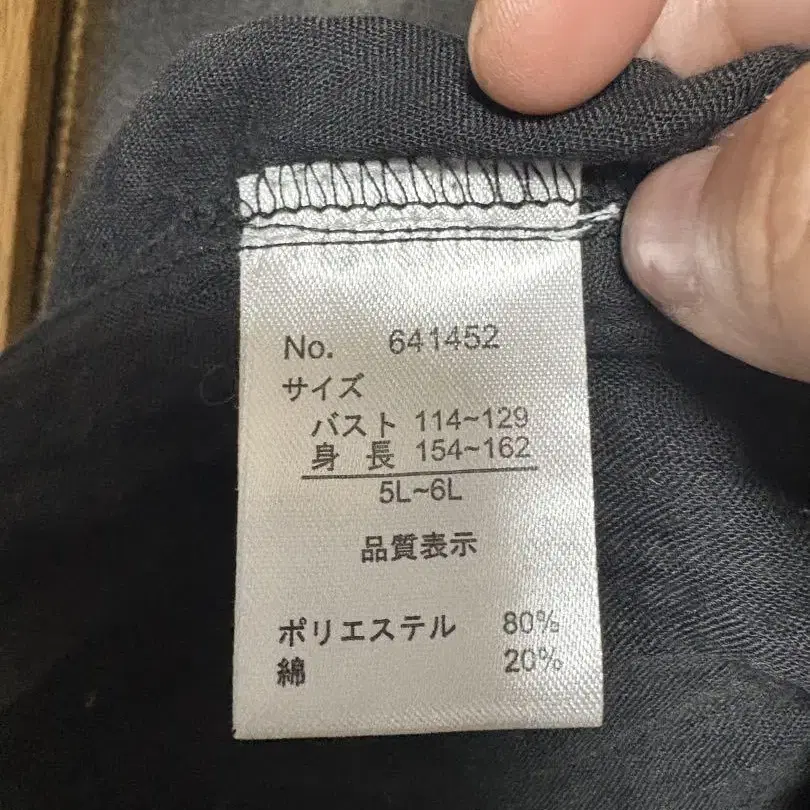 No. 641452
サイズ
バスト 114~129
身 長 154~162
5L~6L
品質表示
ポリエステル 80%
綿 20%